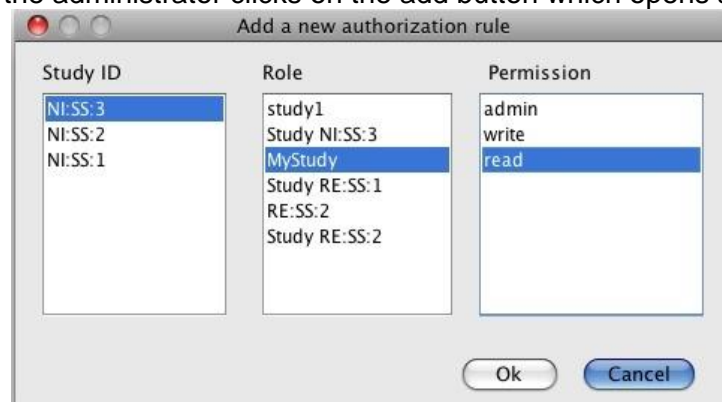 the administrator clicks on the add button which opens
Add a new authorization rule
Study ID
Role
Permission
NI:SS:3
NI:SS:2
NI:SS:1
study1
Study NI:SS:3
MyStudy
Study RE:SS:1
RE:SS:2
Study RE:SS:2
admin
write
read
Ok
Cancel